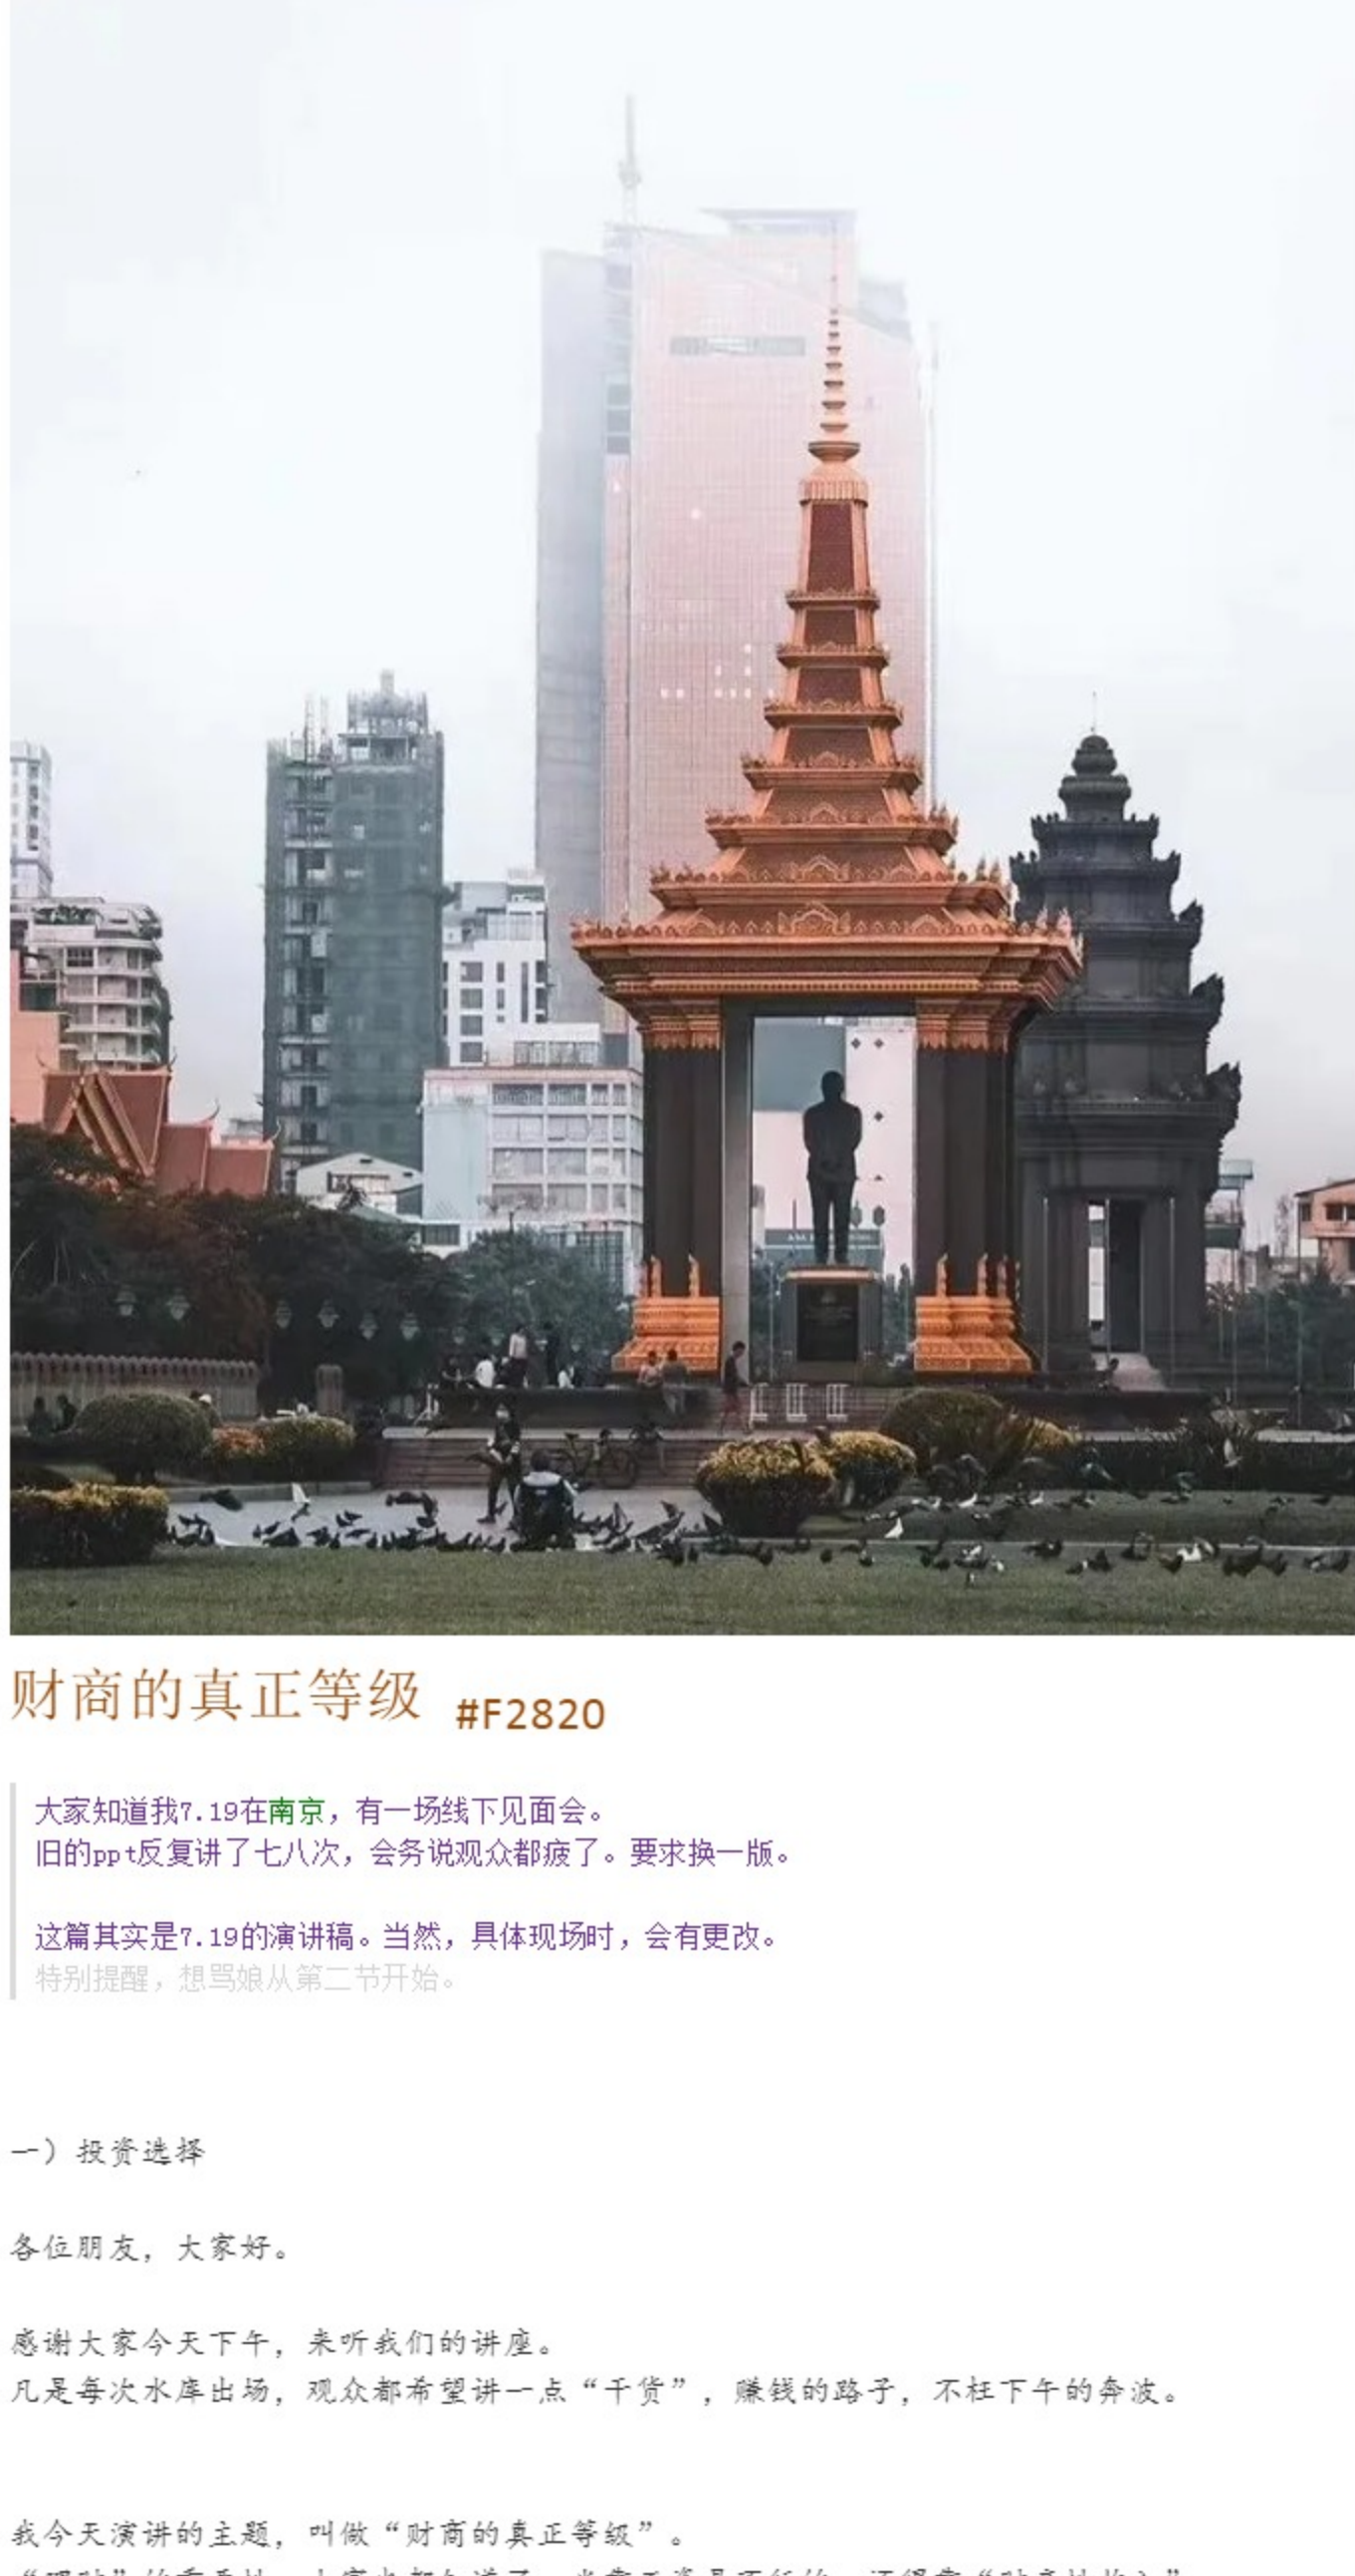 财商的真正等级 #F2820
大家知道我7.19在南京，有一场线下见面会。
旧的ppt反复讲了七八次，会务说观众都疲了。要求换一版。
这篇其实是7.19的演讲稿。当然，具体现场时，会有更改。
特别提醒，想骂娘从第二节开始。
一）投资选择
各位朋友，大家好。
感谢大家今天下午，来听我们的讲座。
凡是每次水库出场，观众都希望讲一点“干货”，赚钱的路子，不枉下午的奔波。
我今天演讲的主题，叫做“财商的真正等级”。